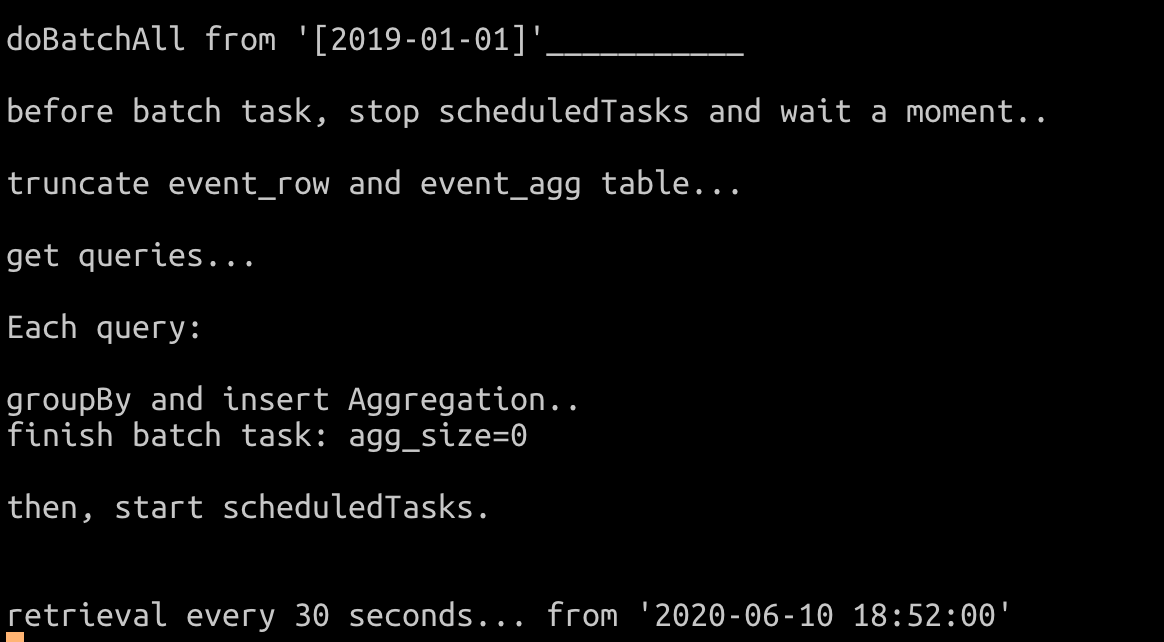 doBatchAll from '[2019-01-01]'___________
before batch task, stop scheduledTasks and wait a moment..
truncate event_row and event_agg table...
get queries...
Each query:
groupBy and insert Aggregation..
finish batch task: agg_size=0
then, start scheduledTasks.
retrieval every 30 seconds... from '2020-06-10 18:52:00'